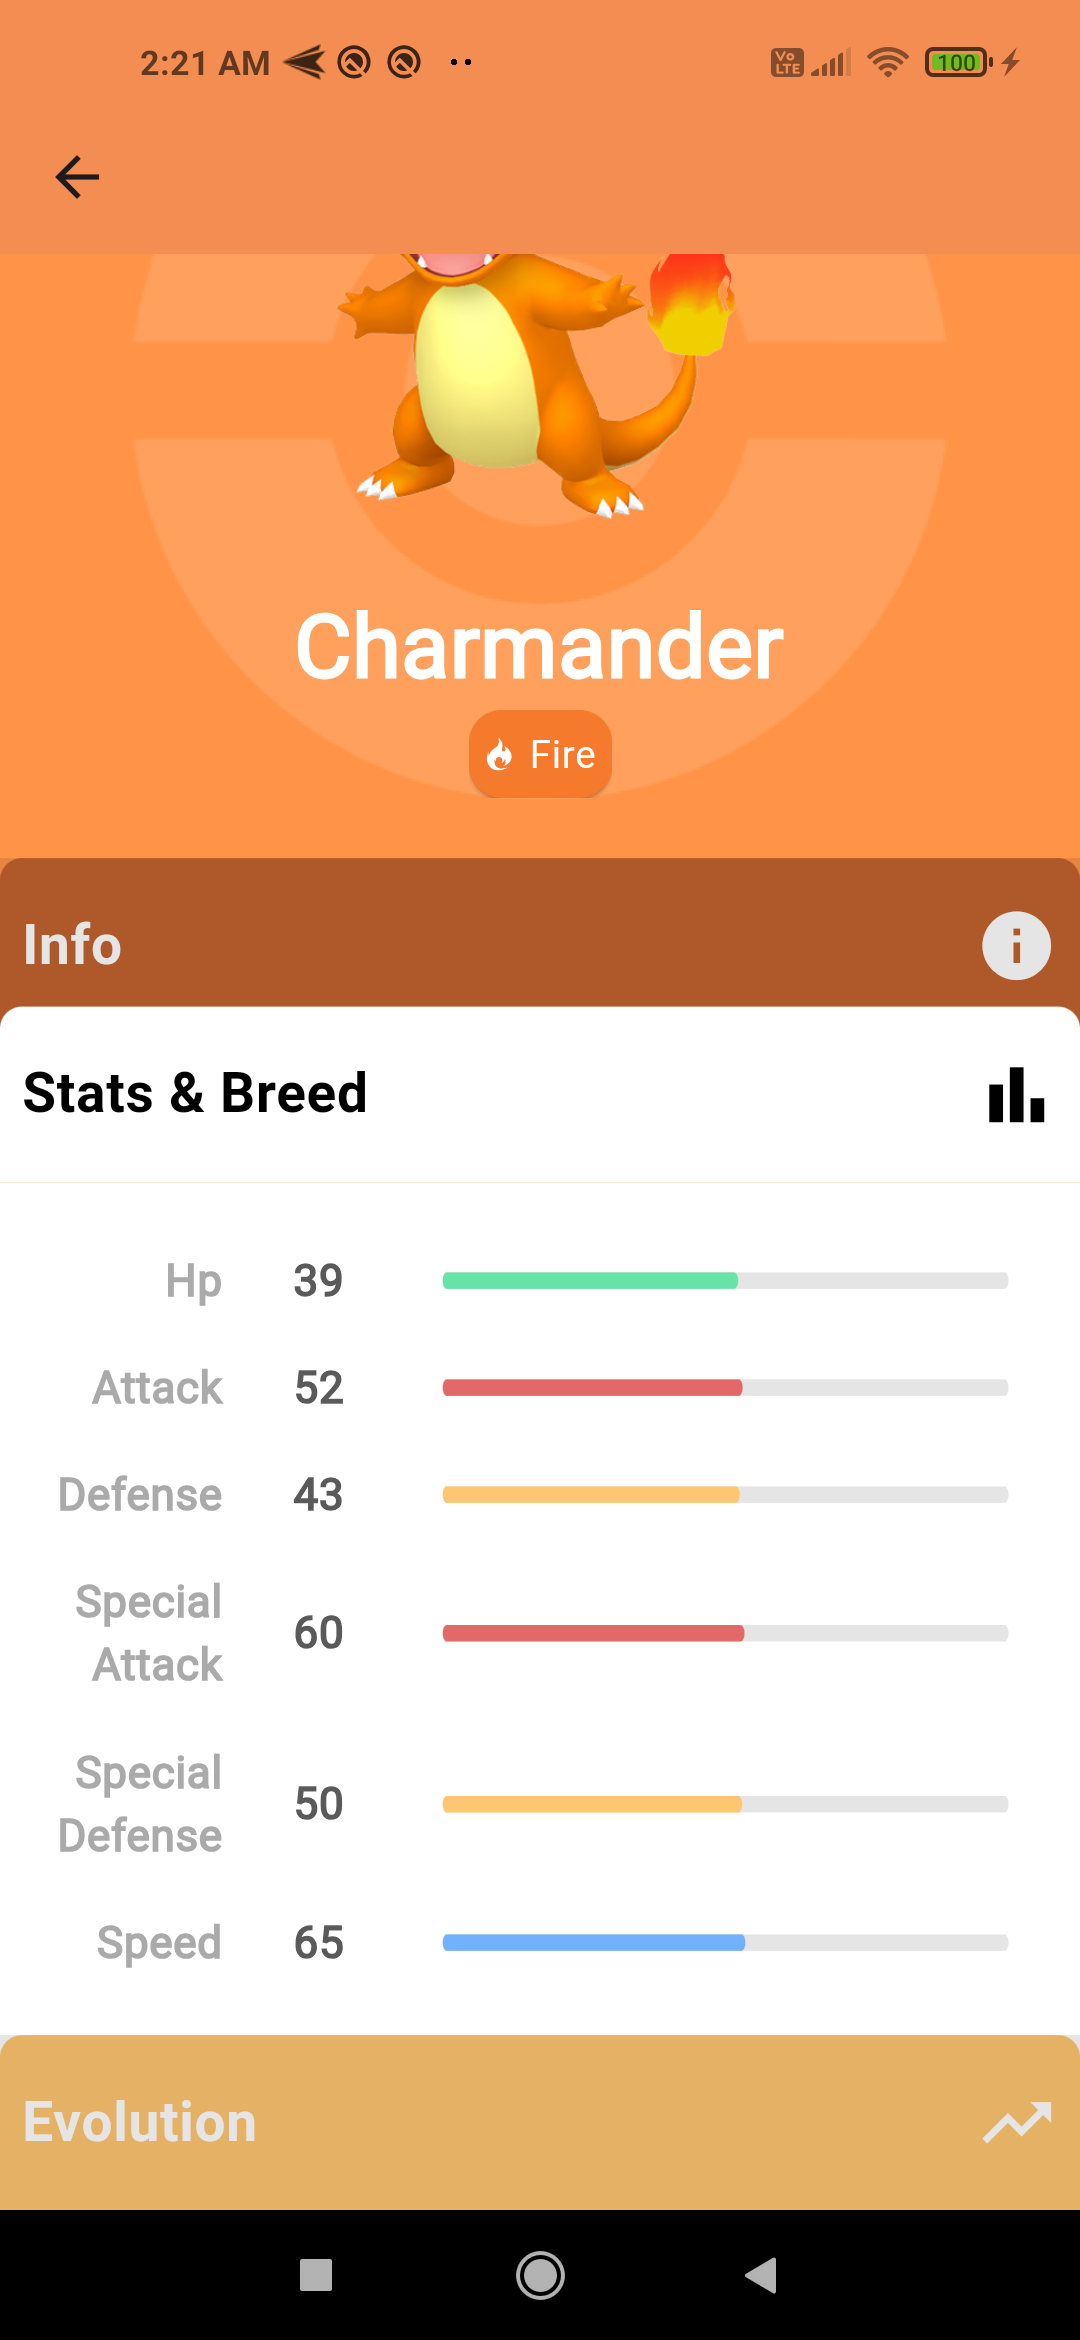 2:21 AM
Vo
LTE
100
Charmander
Fire
Info
Stats & Breed
Hp 39
Attack 52
Defense 43
Special
Attack 60
Special
Defense 50
Speed 65
Evolution